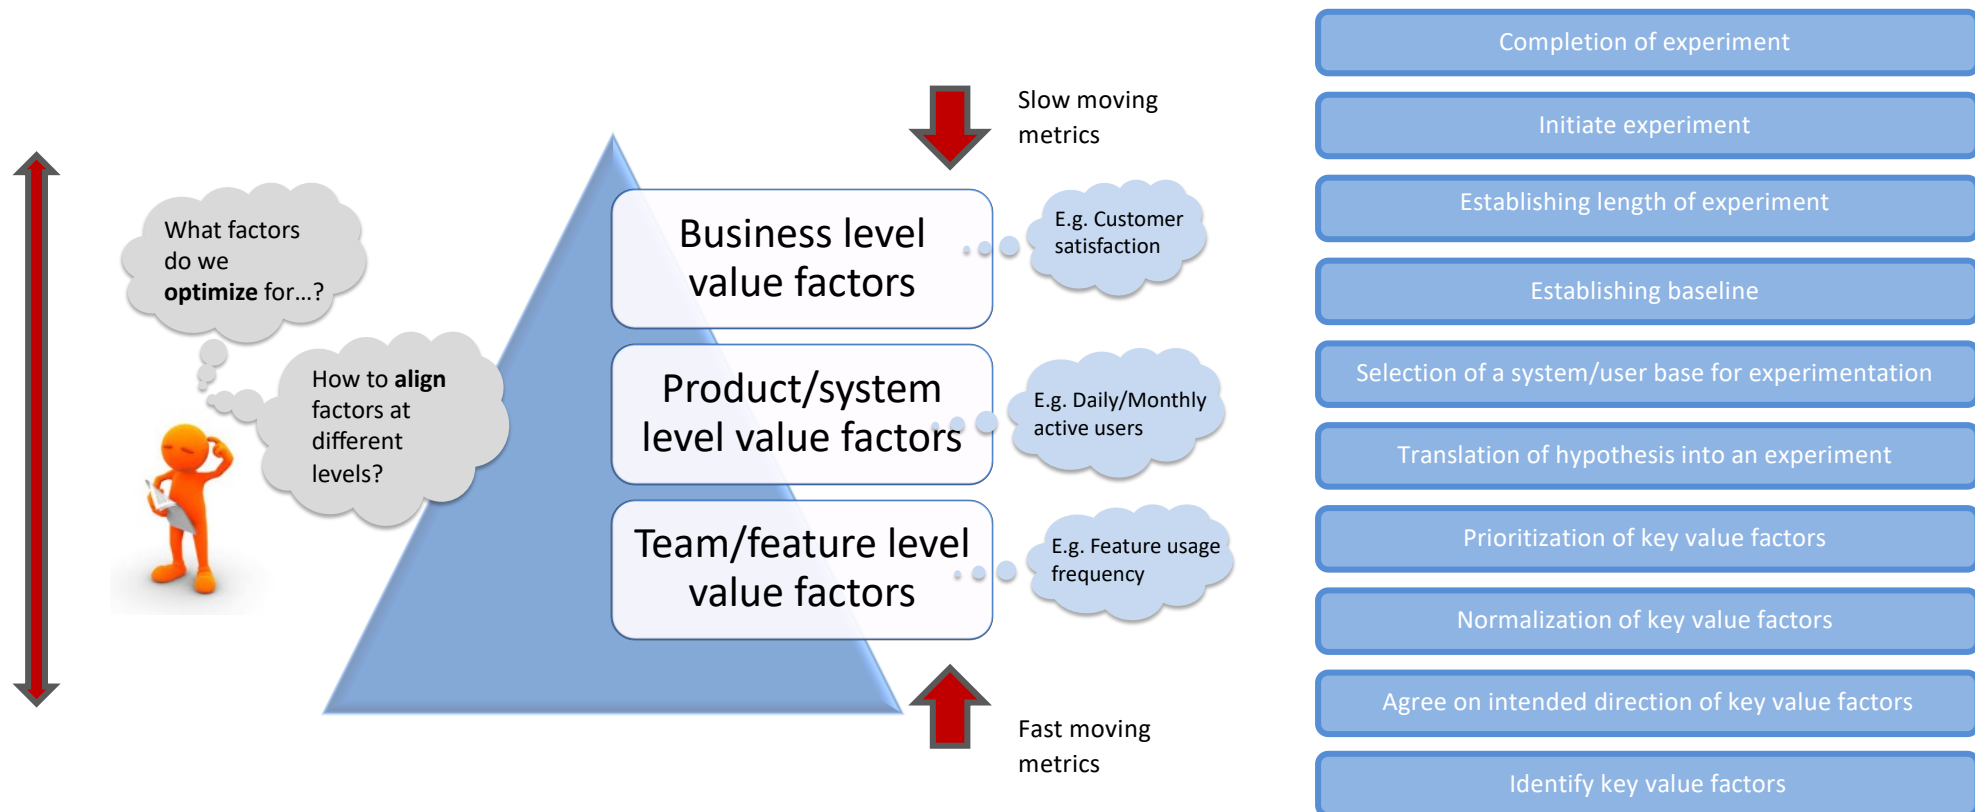 Slow moving
metrics
What factors
do we
optimize for...?
How to align
factors at
different
levels?
Business level
value factors
E.g. Customer
satisfaction
Product/system
level value factors
E.g. Daily/Monthly
active users
Team/feature level
value factors
E.g. Feature usage
frequency
Fast moving
metrics
Completion of experiment
Initiate experiment
Establishing length of experiment
Establishing baseline
Selection of a system/user base for experimentation
Translation of hypothesis into an experiment
Prioritization of key value factors
Normalization of key value factors
Agree on intended direction of key value factors
Identify key value factors